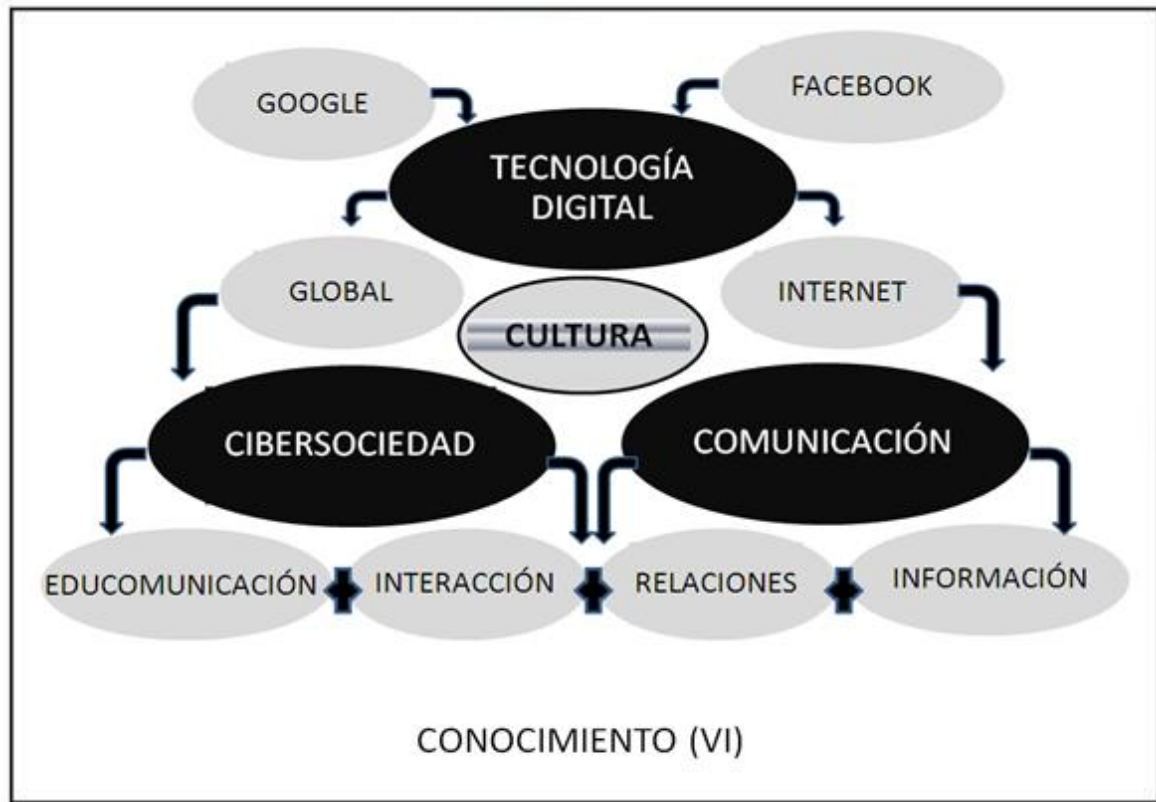 GOOGLE
FACEBOOK
TECNOLOGÍA
DIGITAL
GLOBAL
INTERNET
CULTURA
CIBERSOCIEDAD
COMUNICACIÓN
EDUCOMUNICACIÓN
INTERACCIÓN
RELACIONES
INFORMACIÓN
CONOCIMIENTO (VI)